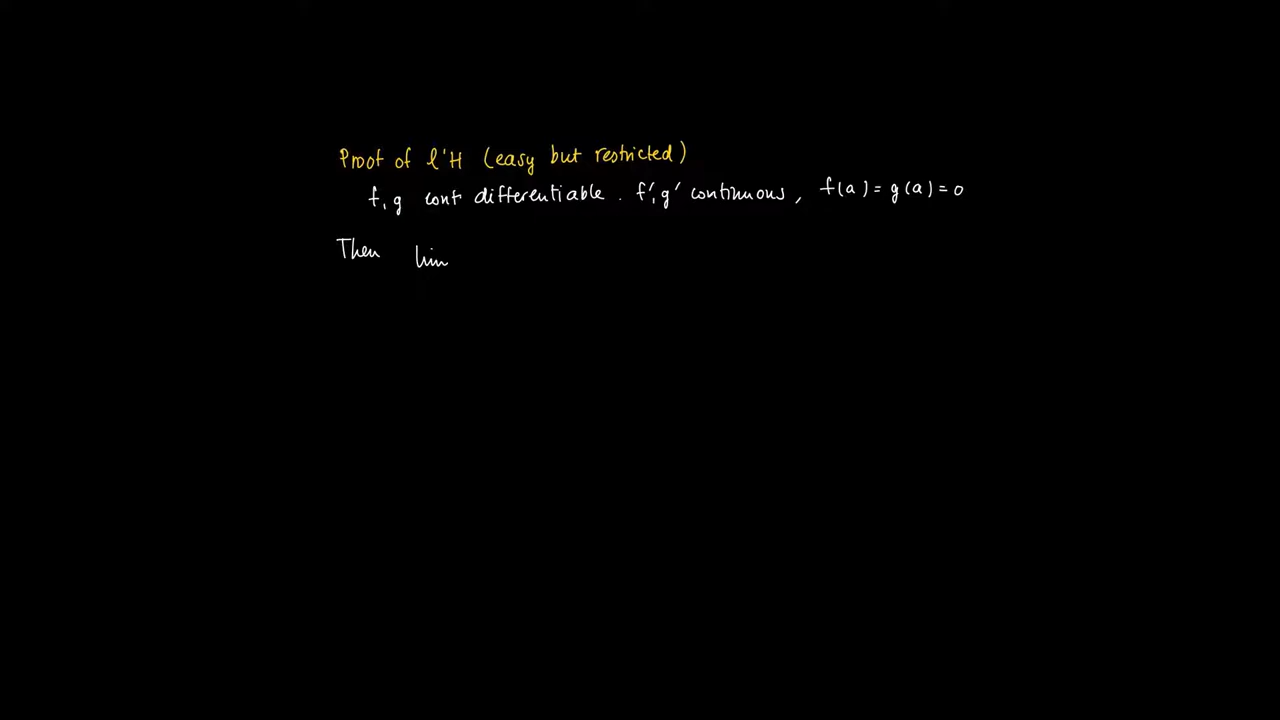 Proof of l'H (easy but restricted)
f, g cont. differentiable. f', g' continuous, f(a) = g(a) = 0
Then lim